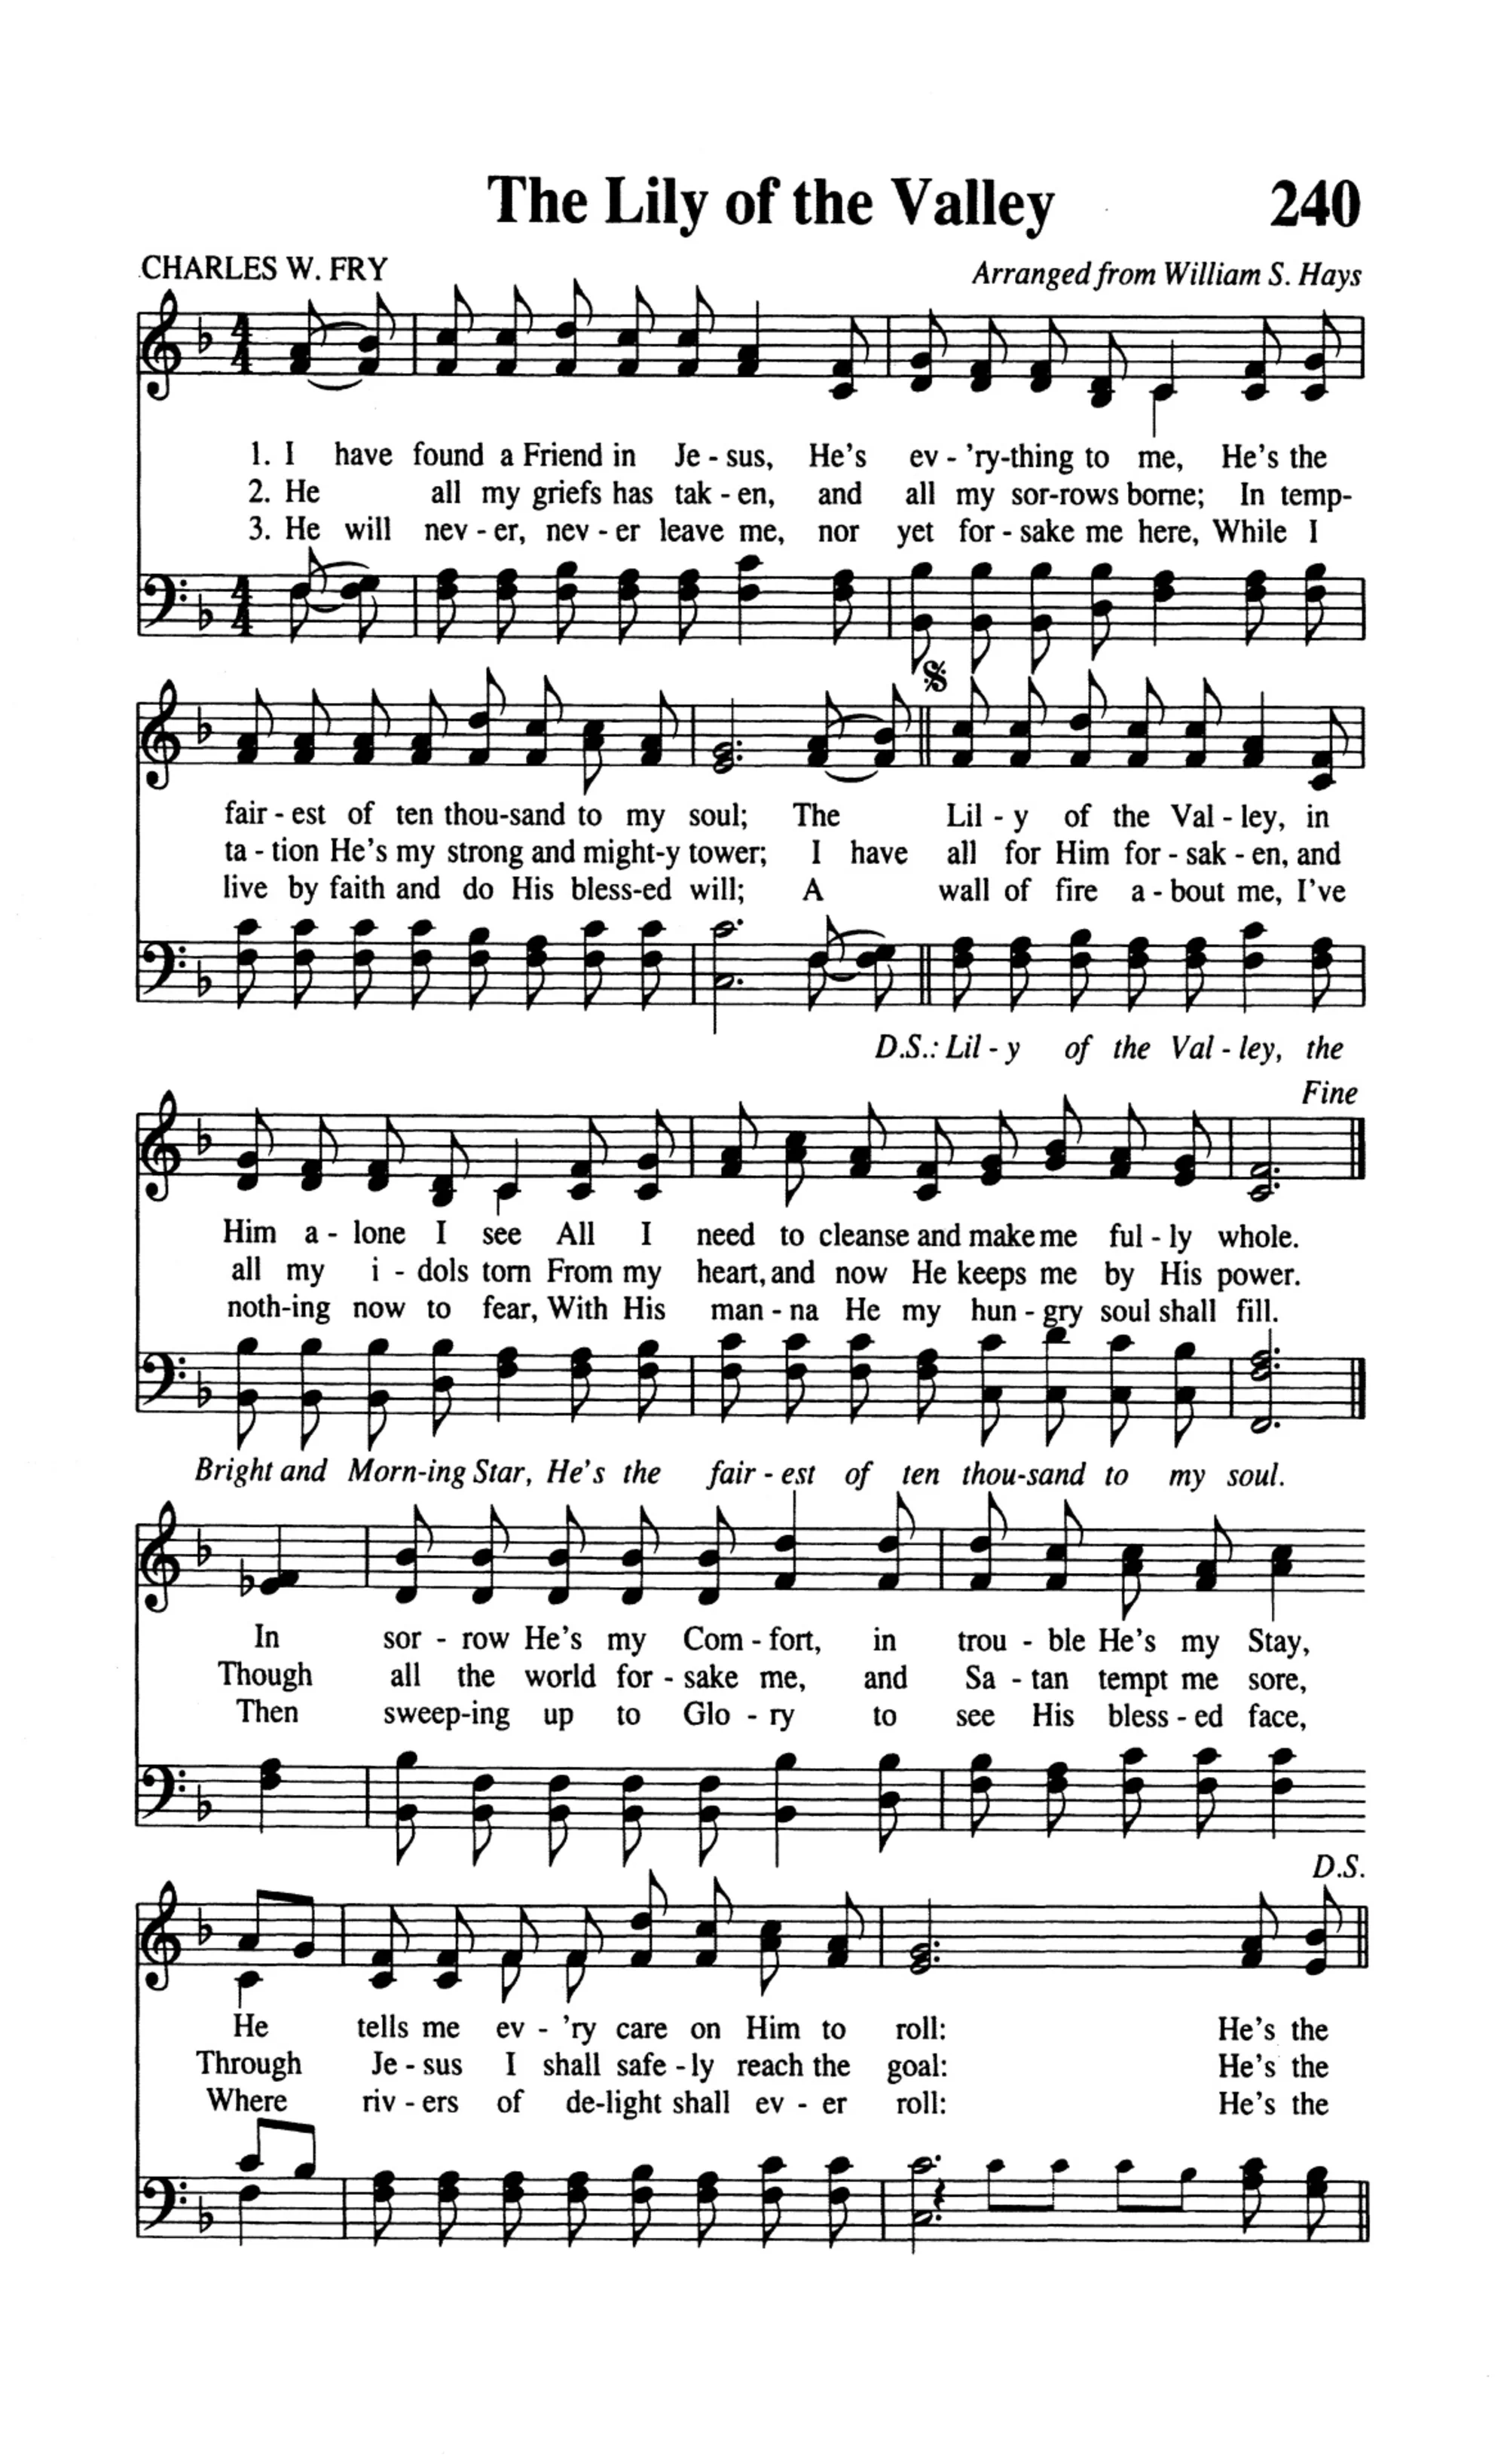 The Lily of the Valley 240
CHARLES W. FRY Arranged from William S. Hays
4
4
1. I have found a Friend in Je - sus, He's ev - 'ry-thing to me, He's the
2. He all my griefs has tak - en, and all my sor-rows borne; In temp-
3. He will nev - er, nev - er leave me, nor yet for - sake me here, While I
4
4
fair - est of ten thou-sand to my soul; The Lil - y of the Val - ley, in
ta - tion He's my strong and might-y tower; I have all for Him for - sak - en, and
live by faith and do His bless-ed will; A wall of fire a - bout me, I've
D.S.: Lil - y of the Val - ley, the
Fine
Him a - lone I see All I need to cleanse and make me ful - ly whole.
all my i - dols torn From my heart, and now He keeps me by His power.
noth-ing now to fear, With His man - na He my hun - gry soul shall fill.
Bright and Morn-ing Star, He's the fair - est of ten thou-sand to my soul.
In sor - row He's my Com - fort, in trou - ble He's my Stay,
Though all the world for - sake me, and Sa - tan tempt me sore,
Then sweep-ing up to Glo - ry to see His bless - ed face,
D.S.
He tells me ev - 'ry care on Him to roll: He's the
Through Je - sus I shall safe - ly reach the goal: He's the
Where riv - ers of de-light shall ev - er roll: He's the